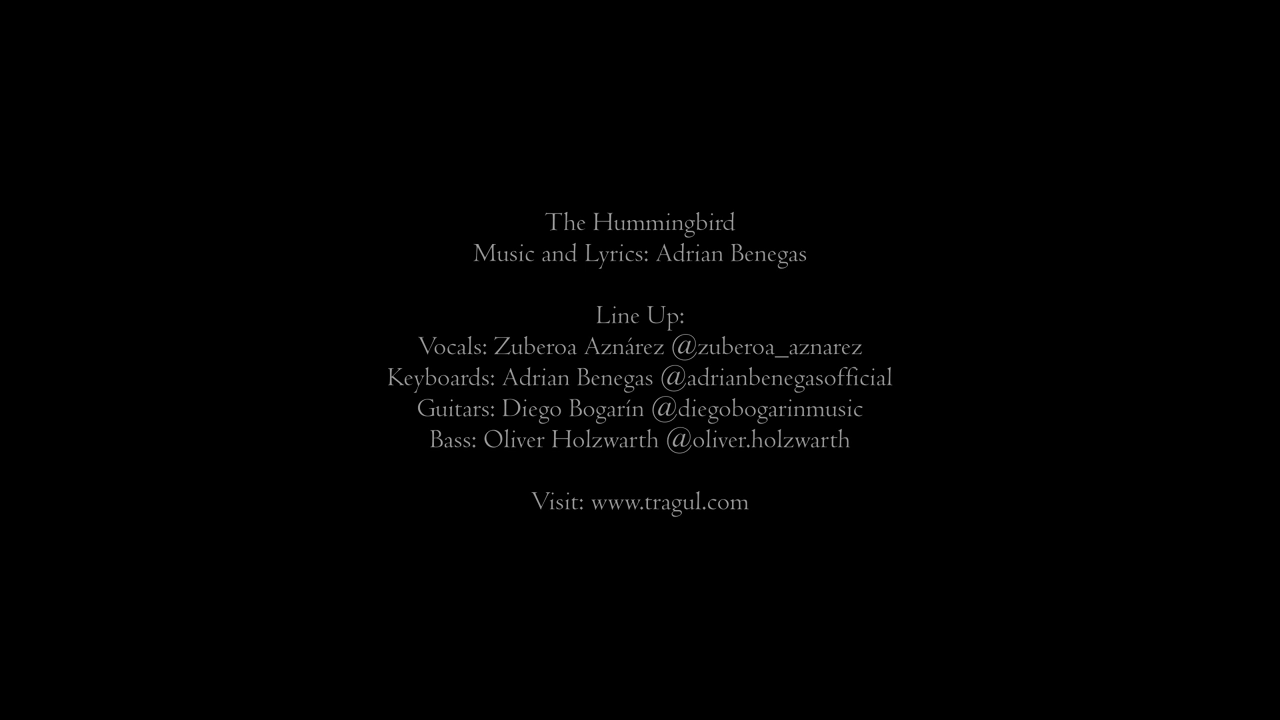 The Hummingbird
Music and Lyrics: Adrian Benegas
Line Up:
Vocals: Zuberoa Aznárez @zuberoa_aznarez
Keyboards: Adrian Benegas @adrianbenegasofficial
Guitars: Diego Bogarín @diegobogarinmusic
Bass: Oliver Holzwarth @oliver.holzwarth
Visit: www.tragul.com